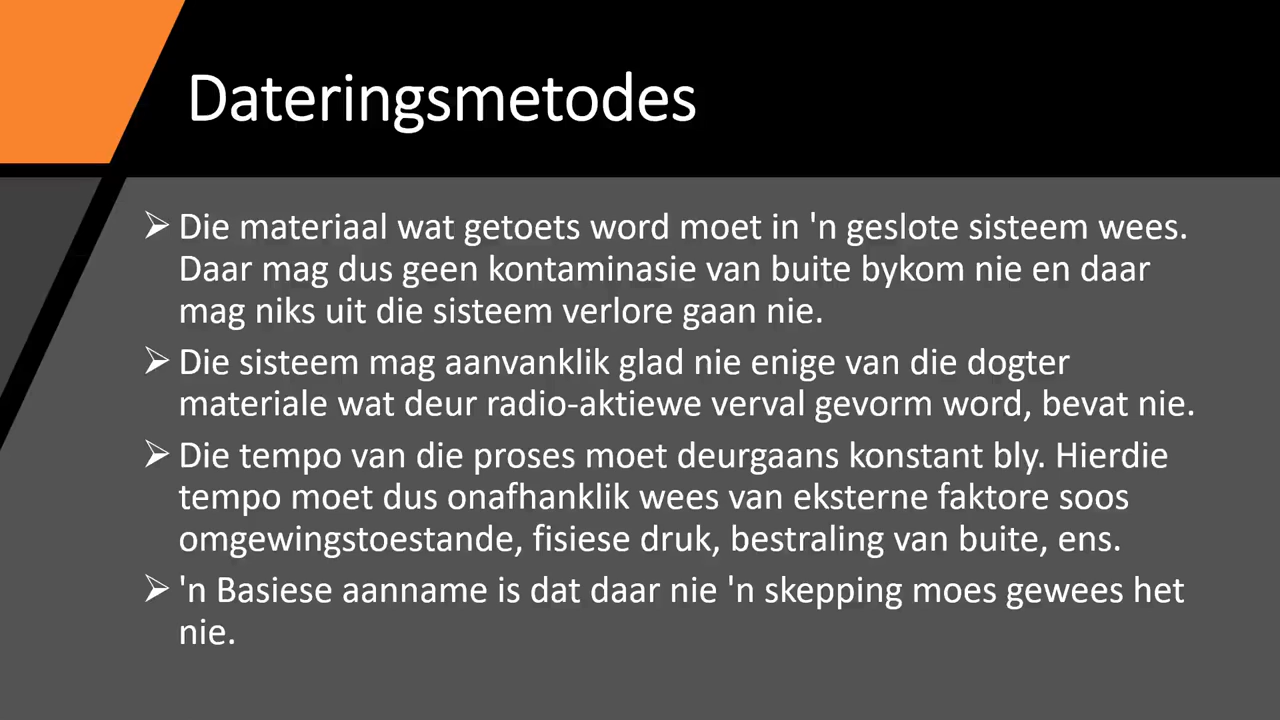 Dateringsmetodes
➢ Die materiaal wat getoets word moet in 'n geslote sisteem wees.
Daar mag dus geen kontaminasie van buite bykom nie en daar
mag niks uit die sisteem verlore gaan nie.
➢ Die sisteem mag aanvanklik glad nie enige van die dogter
materiale wat deur radio-aktiewe verval gevorm word, bevat nie.
➢ Die tempo van die proses moet deurgaans konstant bly. Hierdie
tempo moet dus onafhanklik wees van eksterne faktore soos
omgewingstoestande, fisiese druk, bestraling van buite, ens.
➢ 'n Basiese aanname is dat daar nie 'n skepping moes gewees het
nie.